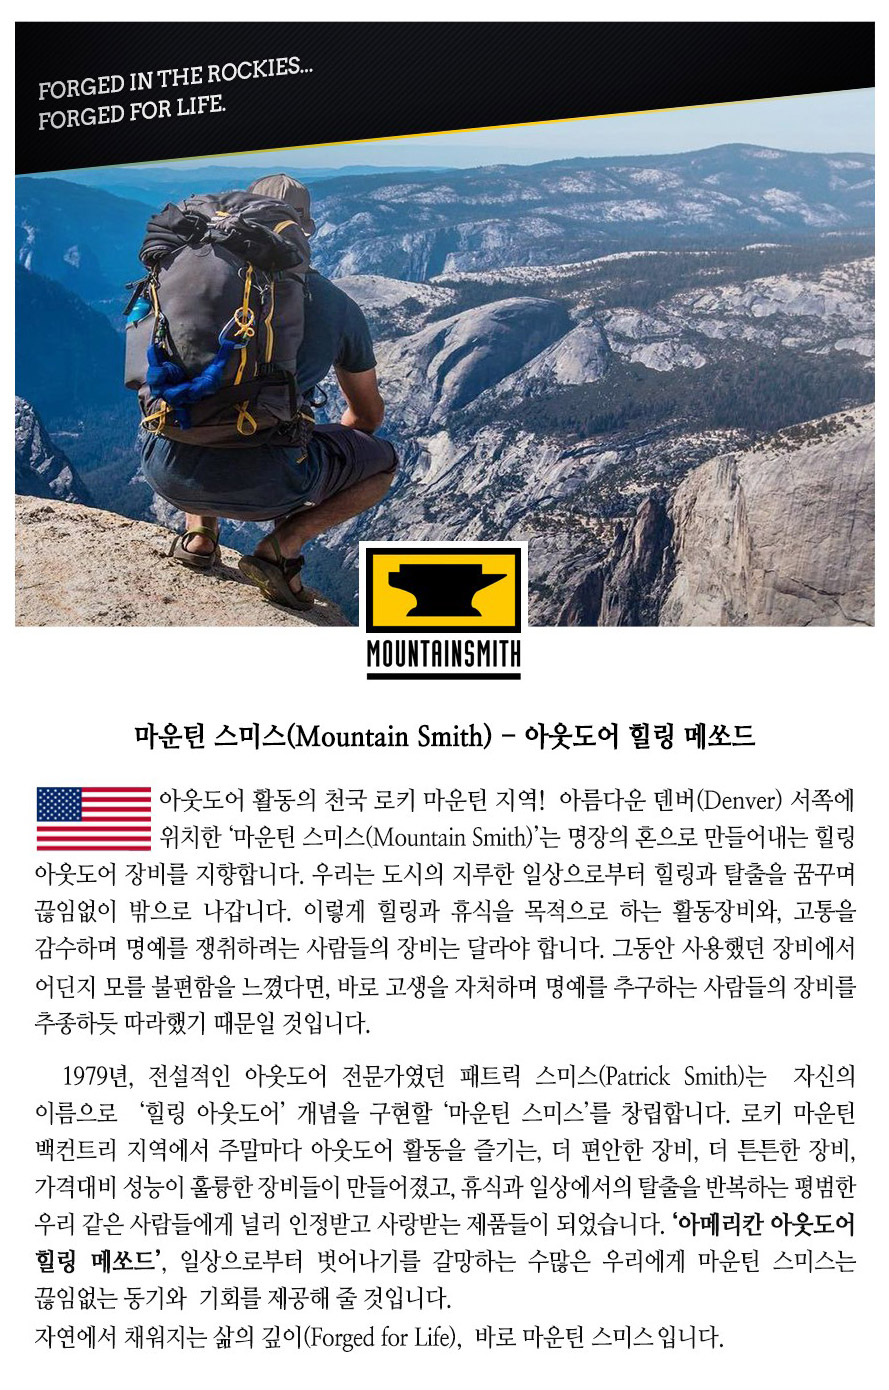 FORGED IN THE ROCKIES...
FORGED FOR LIFE.
MOUNTAINSMITH
마운틴 스미스(Mountain Smith) - 아웃도어 힐링 메쏘드
아웃도어 활동의 천국 로키 마운틴 지역! 아름다운 덴버(Denver) 서쪽에
위치한 ‘마운틴 스미스(Mountain Smith)’는 명장의 혼으로 만들어내는 힐링
아웃도어 장비를 지향합니다. 우리는 도시의 지루한 일상으로부터 힐링과 탈출을 꿈꾸며
끊임없이 밖으로 나갑니다. 이렇게 힐링과 휴식을 목적으로 하는 활동장비와, 고통을
감수하며 명예를 쟁취하려는 사람들의 장비는 달라야 합니다. 그동안 사용했던 장비에서
어딘지 모를 불편함을 느꼈다면, 바로 고생을 자처하며 명예를 추구하는 사람들의 장비를
추종하듯 따라했기 때문일 것입니다.
1979년, 전설적인 아웃도어 전문가였던 패트릭 스미스(Patrick Smith)는 자신의
이름으로 ‘힐링 아웃도어’ 개념을 구현할 ‘마운틴 스미스’를 창립합니다. 로키 마운틴
백컨트리 지역에서 주말마다 아웃도어 활동을 즐기는, 더 편안한 장비, 더 튼튼한 장비,
가격대비 성능이 훌륭한 장비들이 만들어졌고, 휴식과 일상에서의 탈출을 반복하는 평범한
우리 같은 사람들에게 널리 인정받고 사랑받는 제품들이 되었습니다. ‘아메리칸 아웃도어
힐링 메쏘드’, 일상으로부터 벗어나기를 갈망하는 수많은 우리에게 마운틴 스미스는
끊임없는 동기와 기회를 제공해 줄 것입니다.
자연에서 채워지는 삶의 깊이(Forged for Life), 바로 마운틴 스미스입니다.